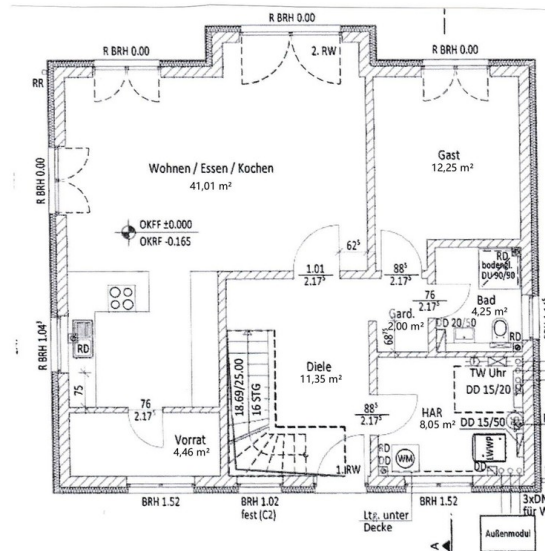 R BRH 0.00
R BRH 0.00
2. RW
R BRH 0.00
RR
R BRH 0.00
Wohnen / Essen / Kochen
41,01 m²
Gast
12,25 m²
OKFF ±0.000
OKRF -0.165
62⁵
1.01
2.17⁵
88⁵
2.17⁵
RD
bodengl.
DU 90/90
76
2.17⁵
Bad
4,25 m²
Gard.
2,00 m²
DD 20/50
RD
R BRH 1.04⁵
RD
75
Diele
11,35 m²
18.69/25.00
16 STG
TW Uhr
DD 15/20
76
2.17⁵
88⁵
2.17⁵
HAR
8,05 m²
DD 15/50
Vorrat
4,46 m²
RD
DD
WM
LWWP
DD
1.RW
BRH 1.52
BRH 1.02
fest (C2)
Ltg. unter
Decke
BRH 1.52
A
Außenmodul